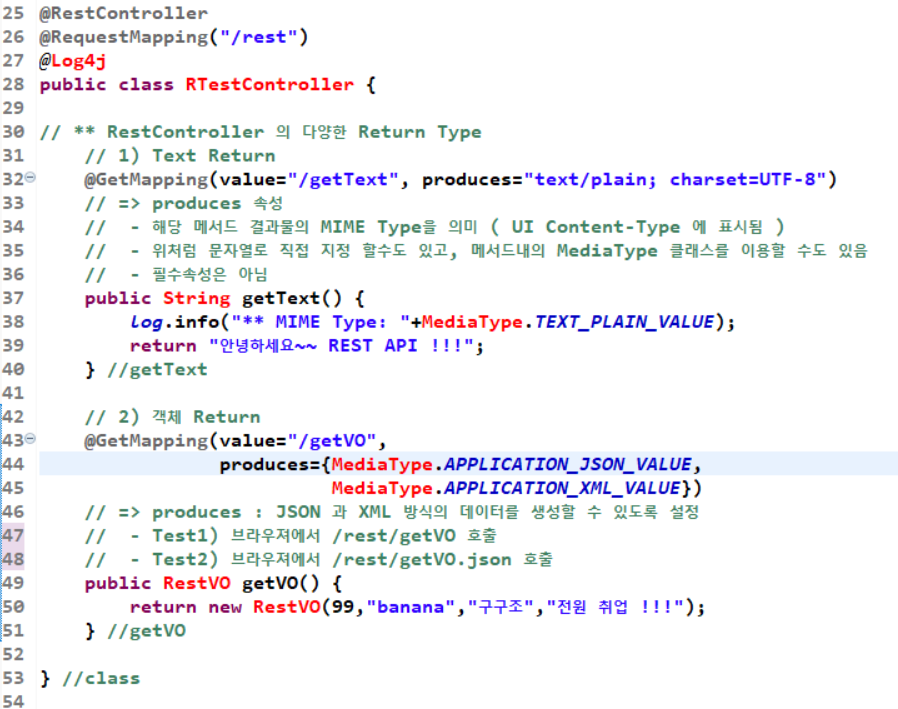 25 @RestController
26 @RequestMapping("/rest")
27 @Log4j
28 public class RTestController {
29
30 // ** RestController 의 다양한 Return Type
31     // 1) Text Return
32     @GetMapping(value="/getText", produces="text/plain; charset=UTF-8")
33     // => produces 속성
34     //  - 해당 메서드 결과물의 MIME Type을 의미 ( UI Content-Type 에 표시됨 )
35     //  - 위처럼 문자열로 직접 지정 할수도 있고, 메서드내의 MediaType 클래스를 이용할 수도 있음
36     //  - 필수속성은 아님
37     public String getText() {
38         log.info("** MIME Type: "+MediaType.TEXT_PLAIN_VALUE);
39         return "안녕하세요~~ REST API !!!";
40     } //getText
41
42     // 2) 객체 Return
43     @GetMapping(value="/getVO",
44                 produces={MediaType.APPLICATION_JSON_VALUE,
45                           MediaType.APPLICATION_XML_VALUE})
46     // => produces : JSON 과 XML 방식의 데이터를 생성할 수 있도록 설정
47     //  - Test1) 브라우져에서 /rest/getVO 호출
48     //  - Test2) 브라우져에서 /rest/getVO.json 호출
49     public RestVO getVO() {
50         return new RestVO(99,"banana","구구조","전원 취업 !!!");
51     } //getVO
52
53 } //class
54